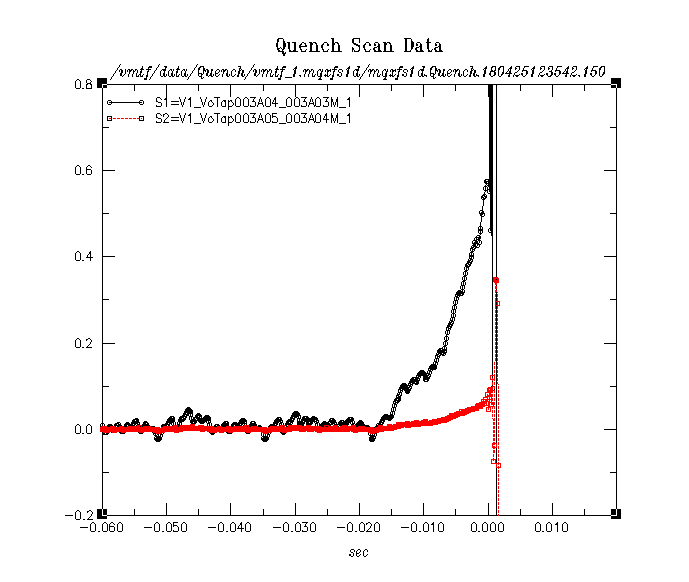 Quench Scan Data
/vmtf/data/Quench/vmtf_1.mqxfs1d/mqxfs1d.Quench.180425123542.150
S1=V1_VoTap003A04_003A03M_1
S2=V1_VoTap003A05_003A04M_1
0.8
0.6
0.4
0.2
0.0
-0.2
-0.060 -0.050 -0.040 -0.030 -0.020 -0.010 0.000 0.010
sec